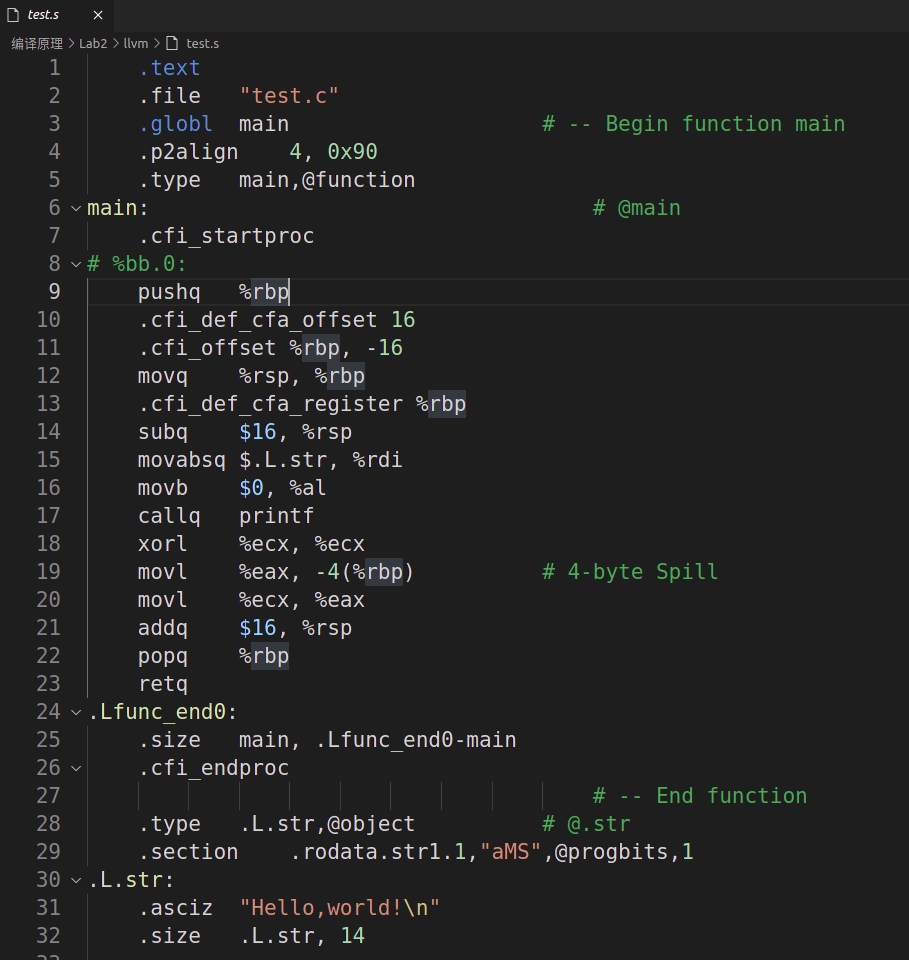 test.s
编译原理 > Lab2 > llvm > test.s
1 .text
2 .file "test.c"
3 .globl main # -- Begin function main
4 .p2align 4, 0x90
5 .type main,@function
6 main: # @main
7 .cfi_startproc
8 # %bb.0:
9 pushq %rbp
10 .cfi_def_cfa_offset 16
11 .cfi_offset %rbp, -16
12 movq %rsp, %rbp
13 .cfi_def_cfa_register %rbp
14 subq $16, %rsp
15 movabsq $.L.str, %rdi
16 movb $0, %al
17 callq printf
18 xorl %ecx, %ecx
19 movl %eax, -4(%rbp) # 4-byte Spill
20 movl %ecx, %eax
21 addq $16, %rsp
22 popq %rbp
23 retq
24 .Lfunc_end0:
25 .size main, .Lfunc_end0-main
26 .cfi_endproc
27 # -- End function
28 .type .L.str,@object # @.str
29 .section .rodata.str1.1,"aMS",@progbits,1
30 .L.str:
31 .asciz "Hello,world!\n"
32 .size .L.str, 14